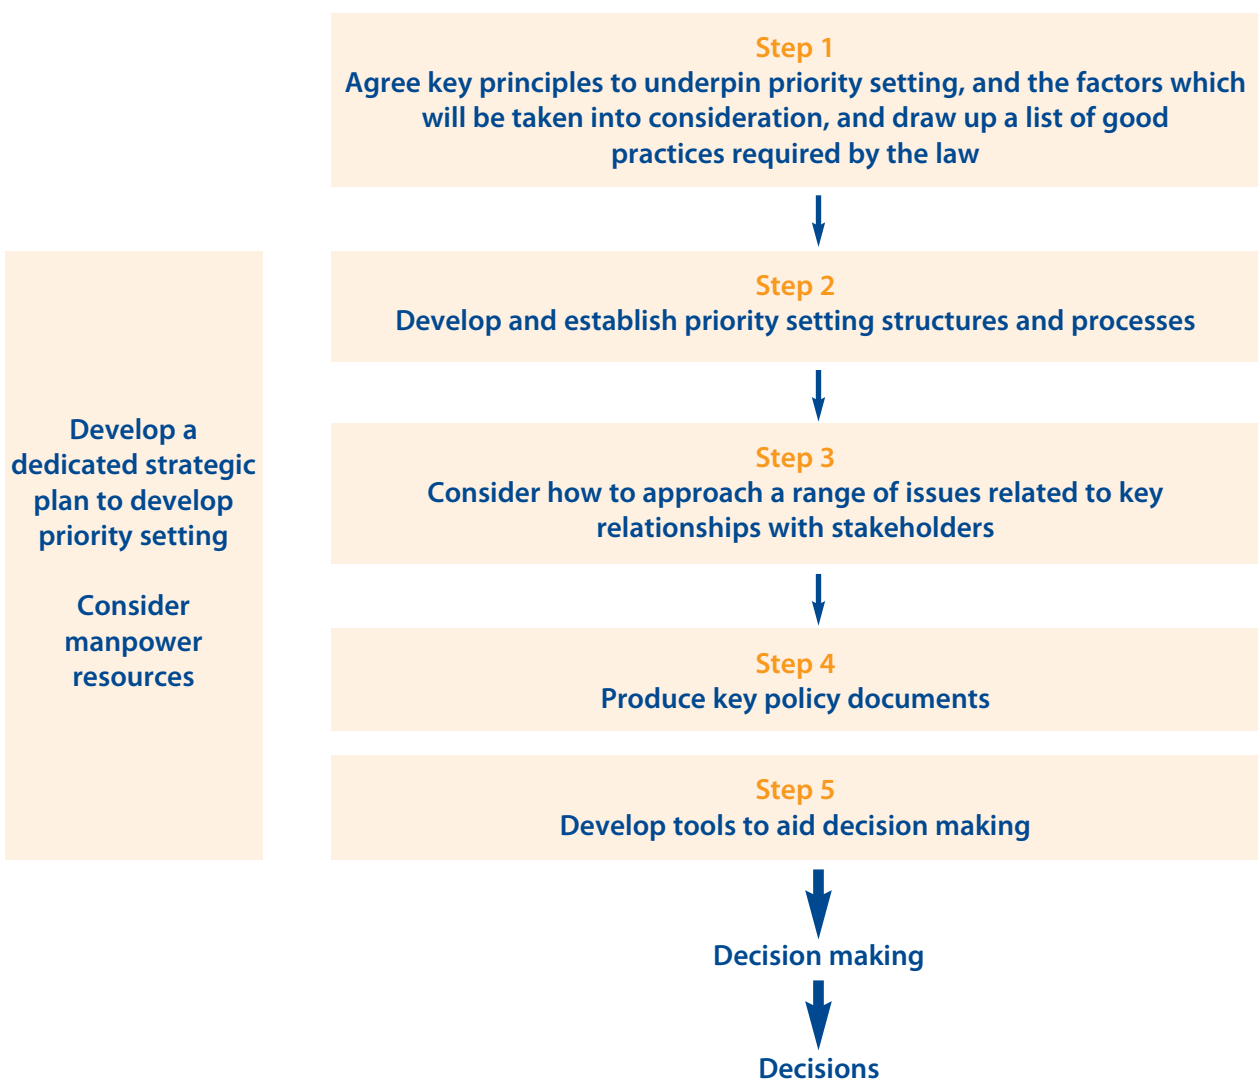 Step 1
Agree key principles to underpin priority setting, and the factors which
will be taken into consideration, and draw up a list of good
practices required by the law
Step 2
Develop and establish priority setting structures and processes
Develop a
dedicated strategic
plan to develop
priority setting
Consider
manpower
resources
Step 3
Consider how to approach a range of issues related to key
relationships with stakeholders
Step 4
Produce key policy documents
Step 5
Develop tools to aid decision making
Decision making
Decisions